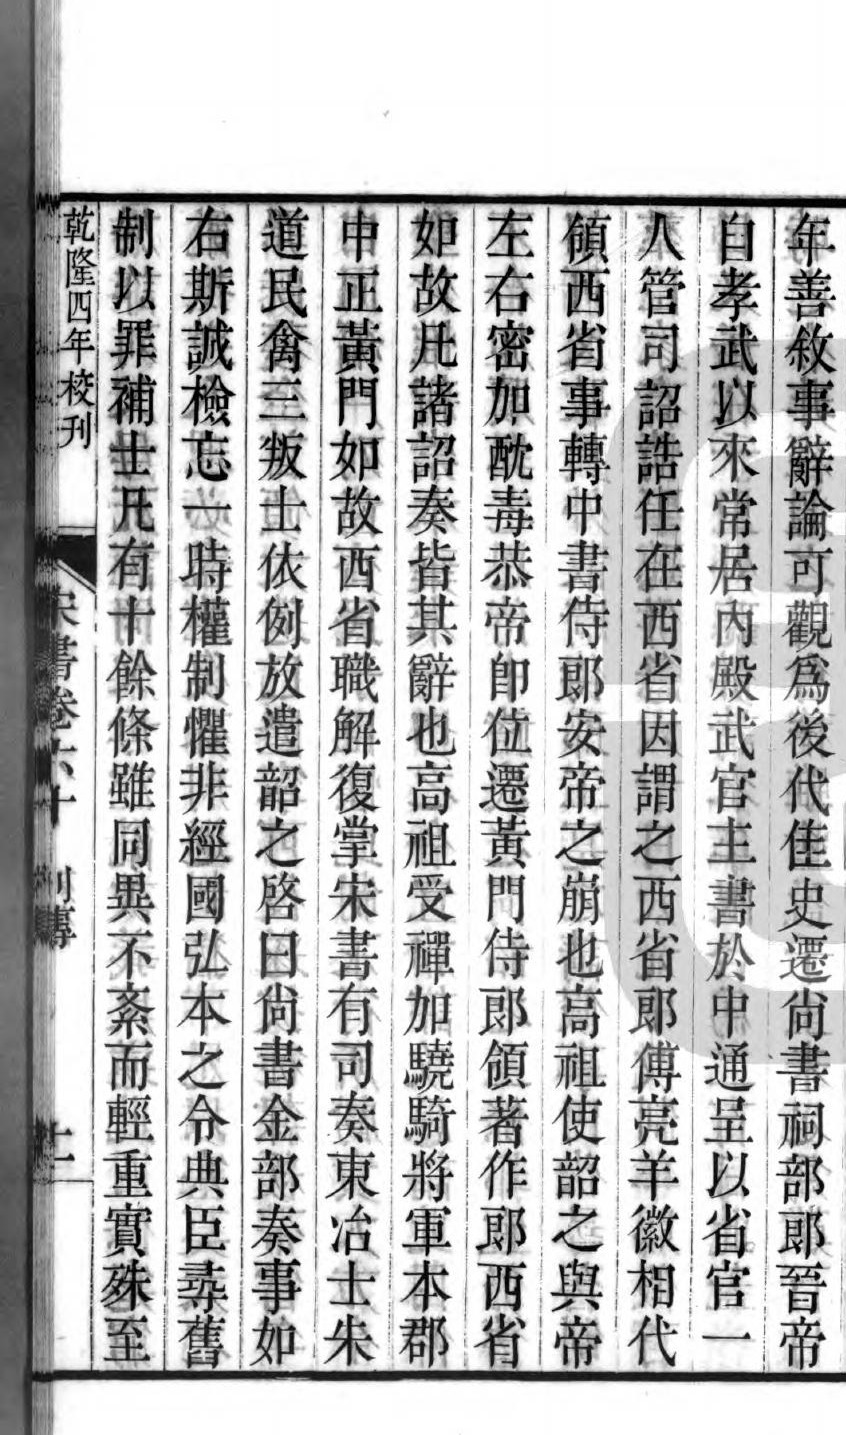 年善敘事辭論可觀爲後代佳史遷尙書祠部郞晉帝
自孝武以來常居內殿武官主書於中通呈以省官一
人管司詔誥任在西省因謂之西省郞傅亮羊徽相代
領西省事轉中書侍郞安帝之崩也高祖使韶之與帝
左右密加酖毒恭帝卽位遷黃門侍郞領著作郞西省
如故凡諸詔奏皆其辭也高祖受禪加驍騎將軍本郡
中正黃門如故西省職解復掌宋書有司奏東冶士朱
道民禽三叛士依例放遣韶之啓曰尙書金部奏事如
右斯誠檢忘一時權制懼非經國弘本之令典臣尋舊
制以罪補士凡有十餘條雖同異不紊而輕重實殊至
乾隆四年校刊
宋書卷六十 列傳